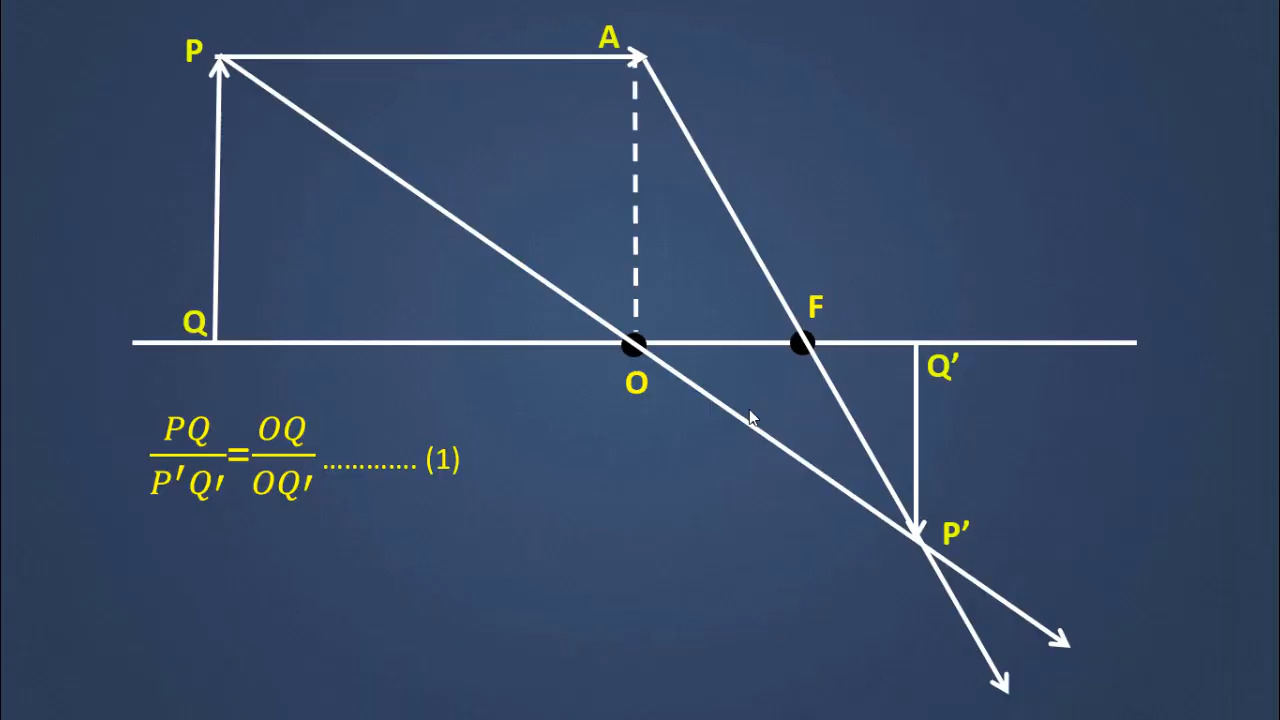 P
A
Q
F
O
Q’
P’
PQ/P′Q′ = OQ/OQ′ ............. (1)